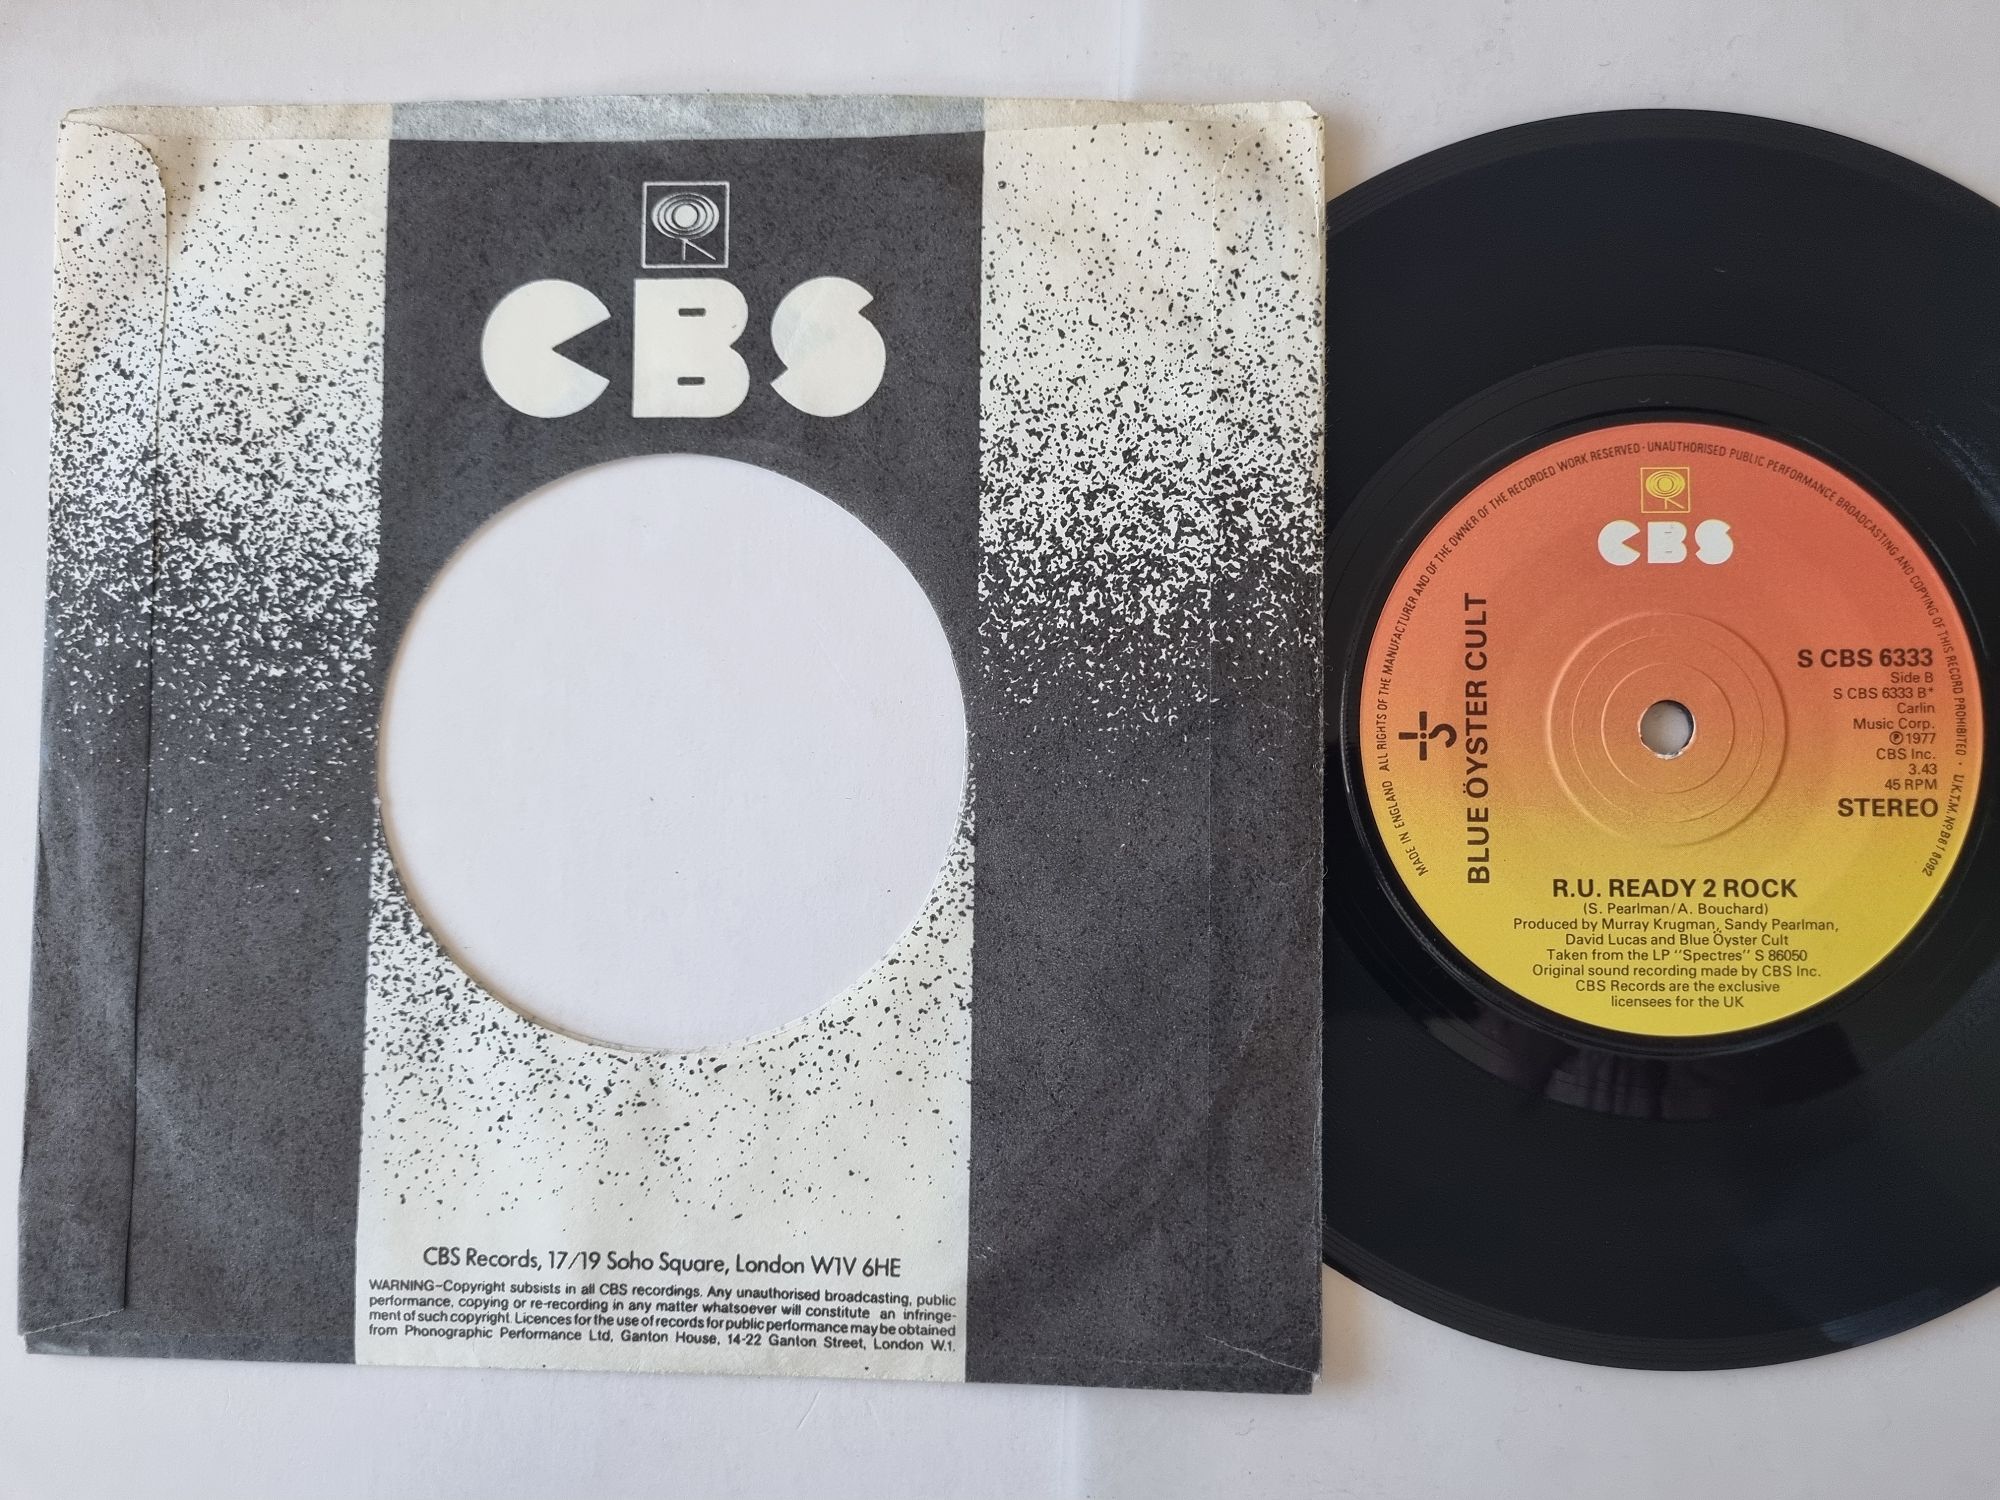 CBS
CBS Records, 17/19 Soho Square, London W1V 6HE
WARNING-Copyright subsists in all CBS recordings. Any unauthorised broadcasting, public
performance, copying or re-recording in any matter whatsoever will constitute an infringe-
ment of such copyright. Licences for the use of records for public performance may be obtained
from Phonographic Performance Ltd, Ganton House, 14-22 Ganton Street, London W.1.
MADE IN ENGLAND ALL RIGHTS OF THE MANUFACTURER AND OF THE OWNER OF THE RECORDED WORK RESERVED · UNAUTHORISED PUBLIC PERFORMANCE BROADCASTING AND COPYING OF THIS RECORD PROHIBITED · U.K.T.M. Nº B618092
CBS
BLUE ÖYSTER CULT
S CBS 6333
Side B
S CBS 6333 B*
Carlin
Music Corp.
℗ 1977
CBS Inc.
3.43
45 RPM
STEREO
R.U. READY 2 ROCK
(S. Pearlman/A. Bouchard)
Produced by Murray Krugman, Sandy Pearlman,
David Lucas and Blue Öyster Cult
Taken from the LP "Spectres" S 86050
Original sound recording made by CBS Inc.
CBS Records are the exclusive
licensees for the UK